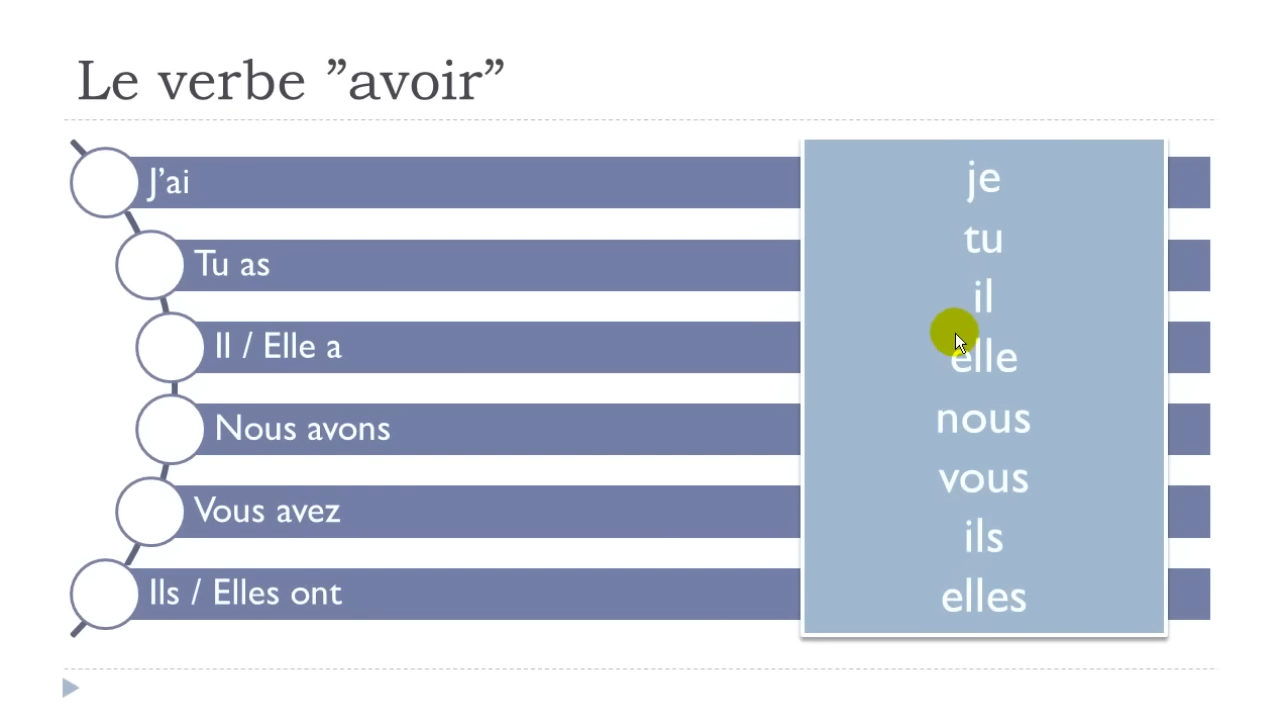 Le verbe ”avoir”
J’ai
Tu as
Il / Elle a
Nous avons
Vous avez
Ils / Elles ont
je
tu
il
elle
nous
vous
ils
elles